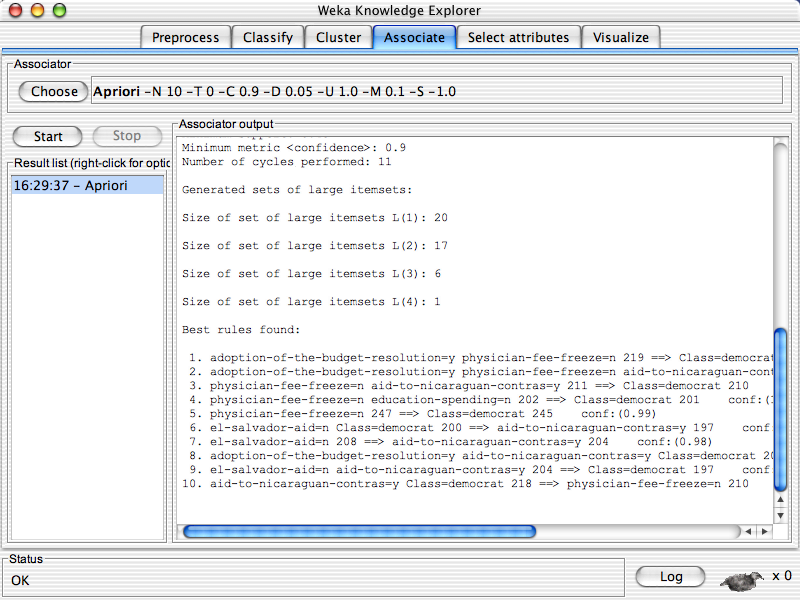 Weka Knowledge Explorer
Preprocess Classify Cluster Associate Select attributes Visualize
Associator
Choose Apriori -N 10 -T 0 -C 0.9 -D 0.05 -U 1.0 -M 0.1 -S -1.0
Start Stop
Result list (right-click for optic
16:29:37 - Apriori
Associator output
Minimum metric <confidence>: 0.9
Number of cycles performed: 11
Generated sets of large itemsets:
Size of set of large itemsets L(1): 20
Size of set of large itemsets L(2): 17
Size of set of large itemsets L(3): 6
Size of set of large itemsets L(4): 1
Best rules found:
1. adoption-of-the-budget-resolution=y physician-fee-freeze=n 219 ==> Class=democrat
2. adoption-of-the-budget-resolution=y physician-fee-freeze=n aid-to-nicaraguan-cont
3. physician-fee-freeze=n aid-to-nicaraguan-contras=y 211 ==> Class=democrat 210
4. physician-fee-freeze=n education-spending=n 202 ==> Class=democrat 201 conf:(
5. physician-fee-freeze=n 247 ==> Class=democrat 245 conf:(0.99)
6. el-salvador-aid=n Class=democrat 200 ==> aid-to-nicaraguan-contras=y 197 conf
7. el-salvador-aid=n 208 ==> aid-to-nicaraguan-contras=y 204 conf:(0.98)
8. adoption-of-the-budget-resolution=y aid-to-nicaraguan-contras=y Class=democrat 20
9. el-salvador-aid=n aid-to-nicaraguan-contras=y 204 ==> Class=democrat 197 conf
10. aid-to-nicaraguan-contras=y Class=democrat 218 ==> physician-fee-freeze=n 210
Status
OK
Log
x 0